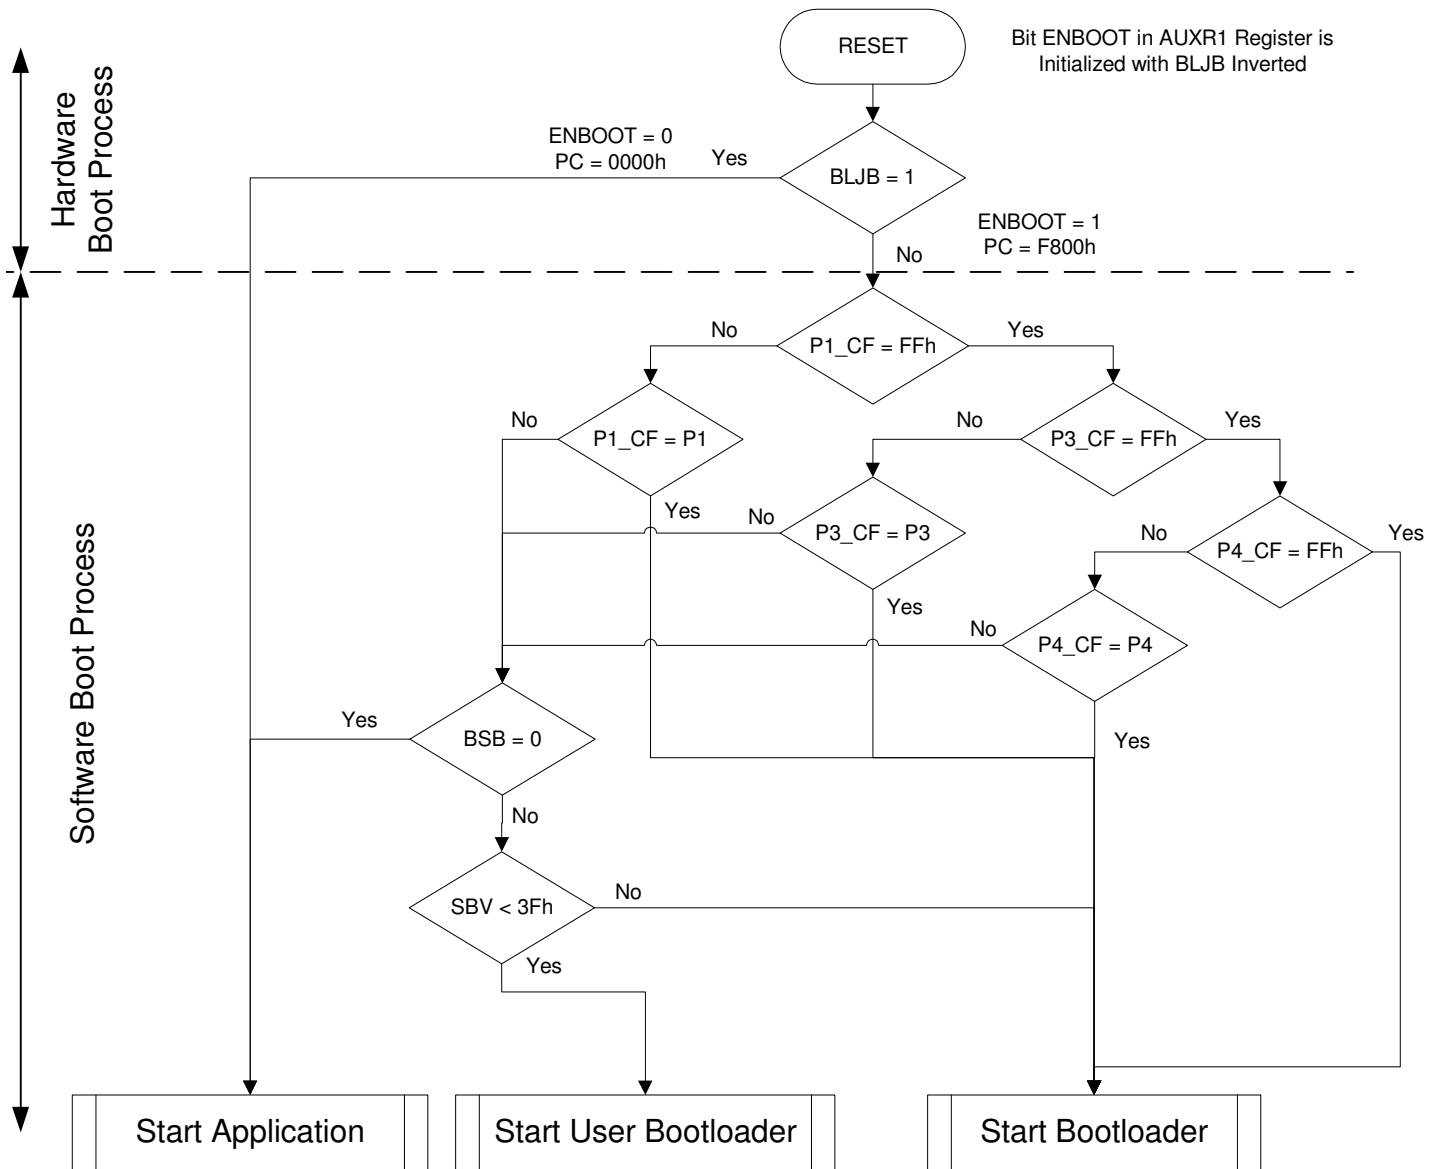 RESET
Bit ENBOOT in AUXR1 Register is
Initialized with BLJB Inverted
Hardware
Boot Process
ENBOOT = 0
PC = 0000h
Yes
BLJB = 1
ENBOOT = 1
PC = F800h
No
No
P1_CF = FFh
Yes
No
P1_CF = P1
No
P3_CF = FFh
Yes
Yes
No
P3_CF = P3
No
P4_CF = FFh
Yes
Yes
No
P4_CF = P4
Software Boot Process
Yes
BSB = 0
Yes
No
SBV < 3Fh
No
Yes
Start Application
Start User Bootloader
Start Bootloader